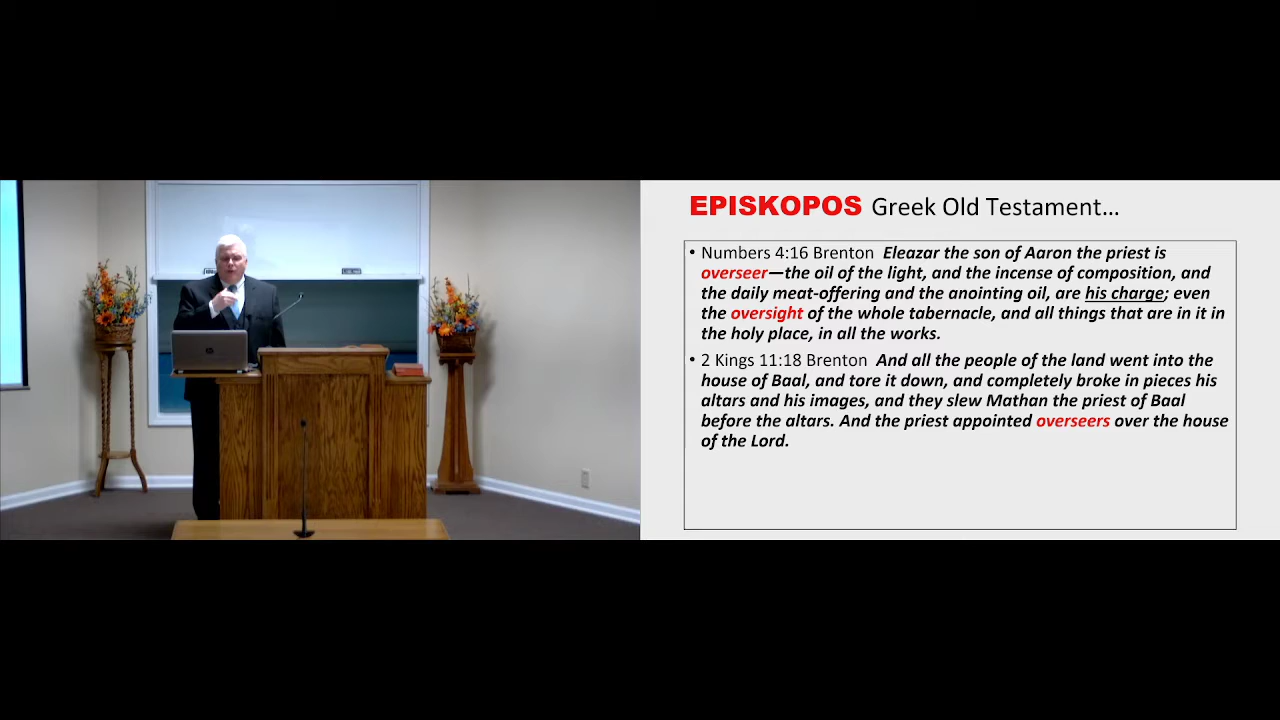 EPISKOPOS Greek Old Testament...
• Numbers 4:16 Brenton Eleazar the son of Aaron the priest is
overseer—the oil of the light, and the incense of composition, and
the daily meat-offering and the anointing oil, are his charge; even
the oversight of the whole tabernacle, and all things that are in it in
the holy place, in all the works.
• 2 Kings 11:18 Brenton And all the people of the land went into the
house of Baal, and tore it down, and completely broke in pieces his
altars and his images, and they slew Mathan the priest of Baal
before the altars. And the priest appointed overseers over the house
of the Lord.